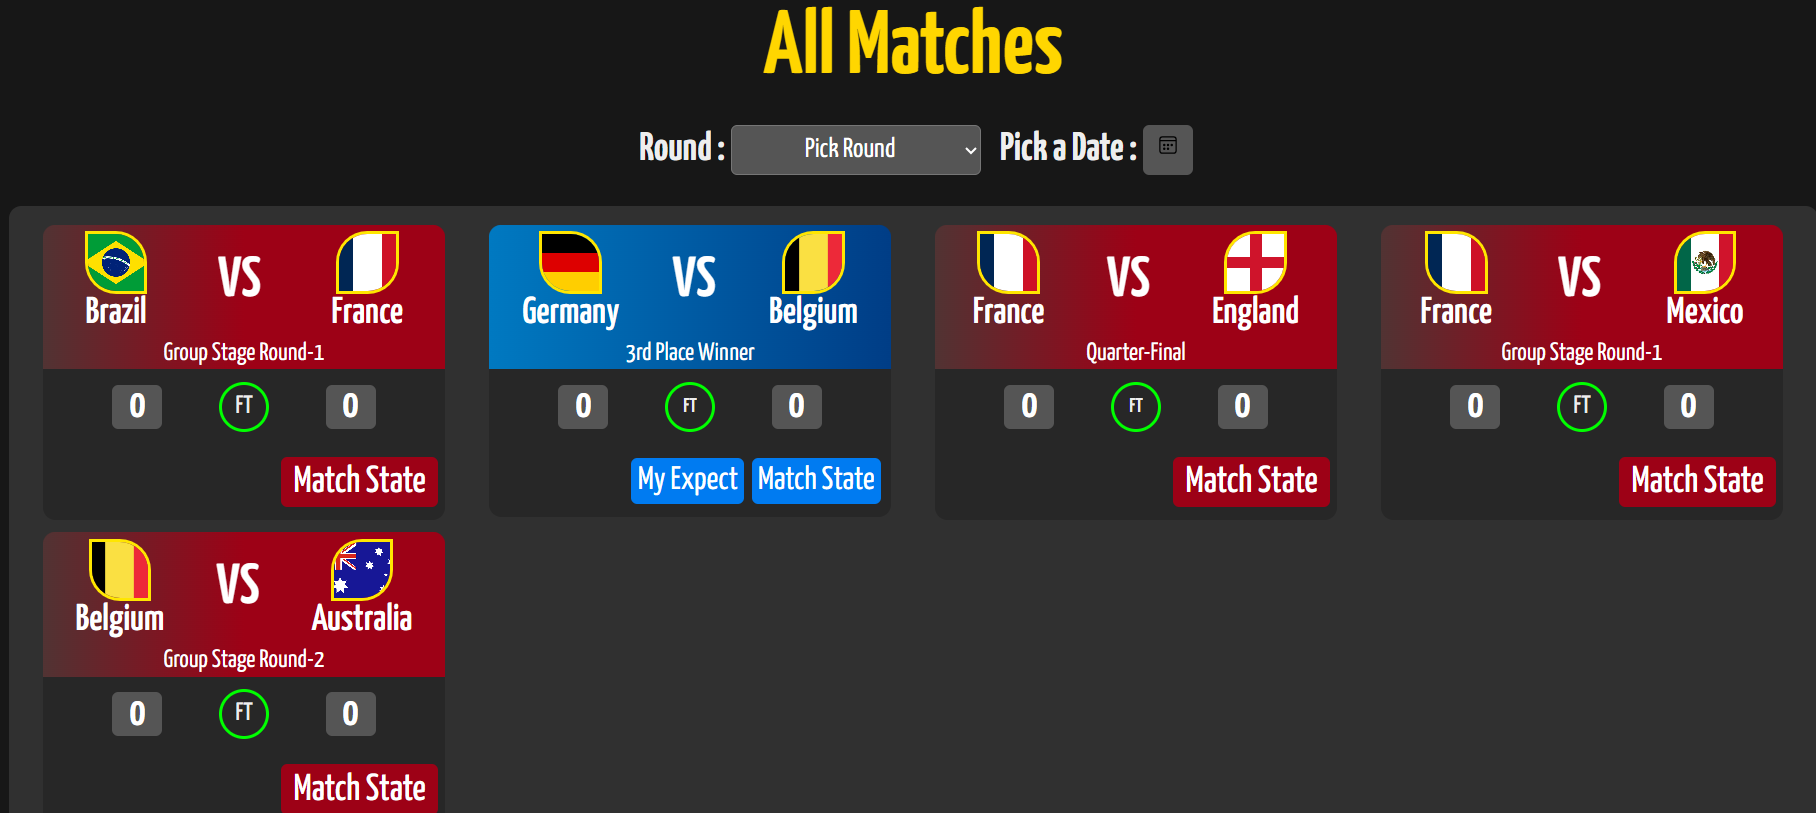 All Matches
Round : Pick Round Pick a Date :
VS
Brazil France
Group Stage Round-1
0 FT 0
Match State
VS
Germany Belgium
3rd Place Winner
0 FT 0
My Expect Match State
VS
France England
Quarter-Final
0 FT 0
Match State
VS
France Mexico
Group Stage Round-1
0 FT 0
Match State
VS
Belgium Australia
Group Stage Round-2
0 FT 0
Match State